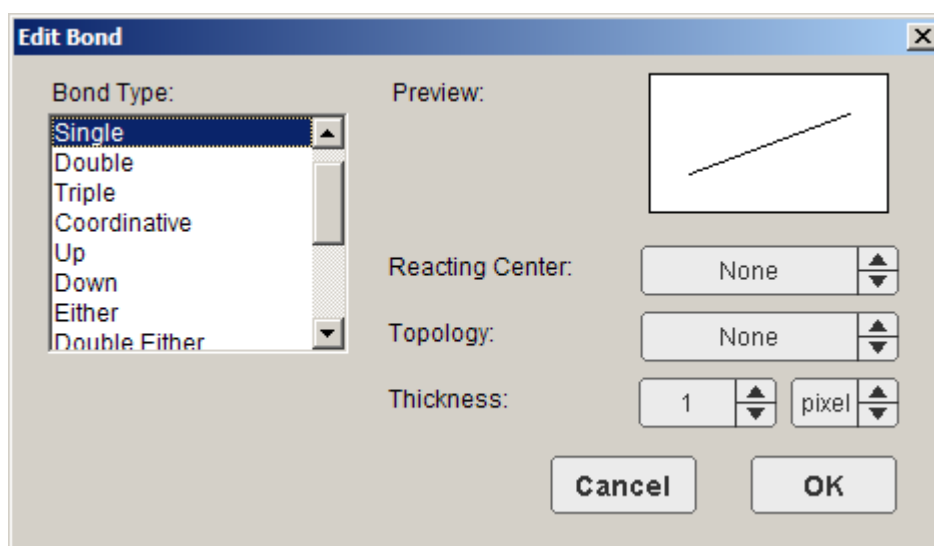 Edit Bond
Bond Type:
Single
Double
Triple
Coordinative
Up
Down
Either
Double Either
Preview:
Reacting Center:
None
Topology:
None
Thickness:
1
pixel
Cancel
OK